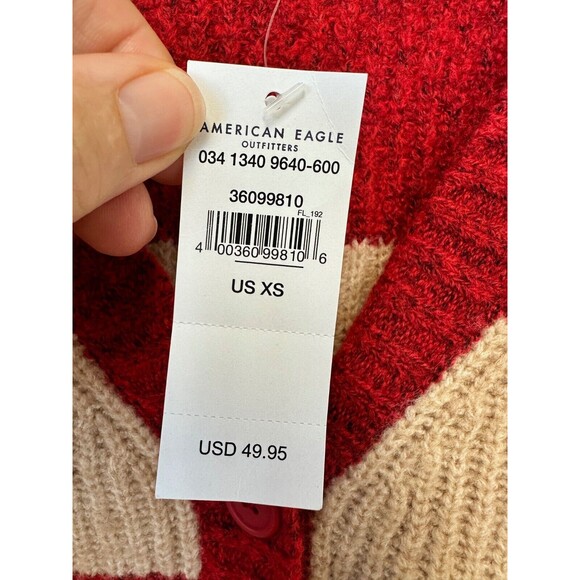 AMERICAN EAGLE
OUTFITTERS
034 1340 9640-600
36099810
FL_192
4 00360 99810 6
US XS
USD 49.95